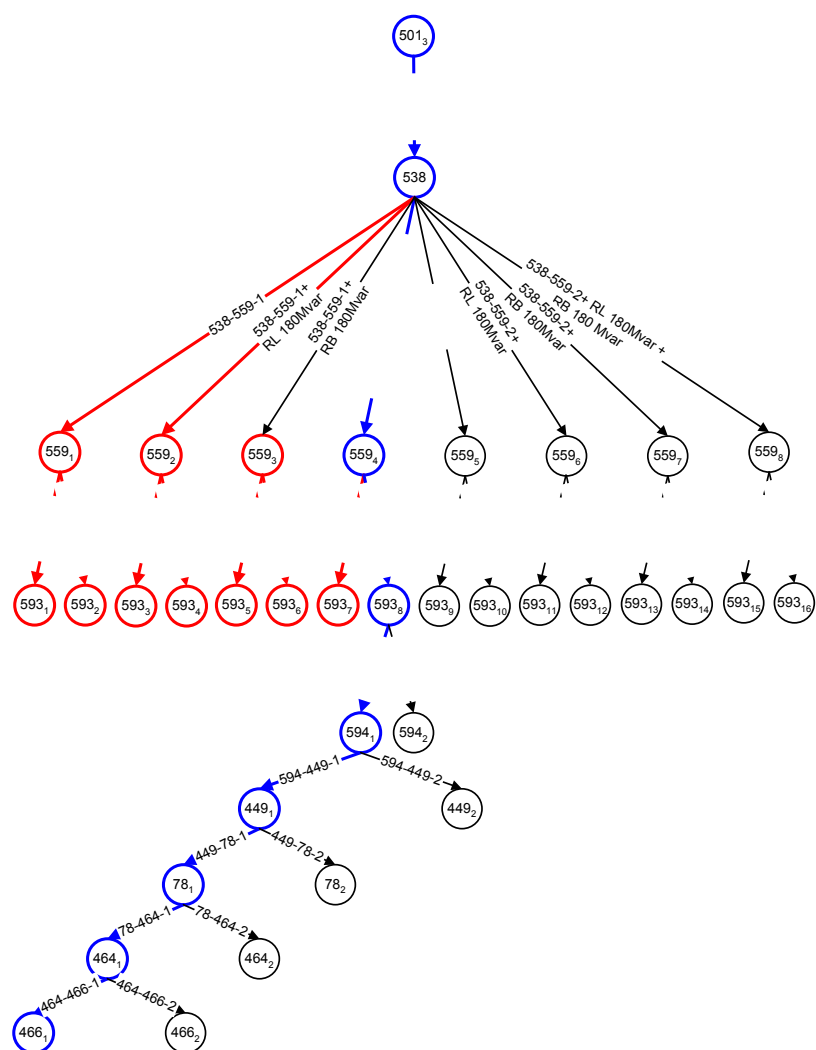 501₃
538
538-559-1
538-559-1+
RL 180Mvar
538-559-1+
RB 180Mvar
538-559-2+
RL 180Mvar
538-559-2+
RB 180Mvar
538-559-2+ RL 180Mvar +
RB 180 Mvar
559₁ 559₂ 559₃ 559₄ 559₅ 559₆ 559₇ 559₈
593₁ 593₂ 593₃ 593₄ 593₅ 593₆ 593₇ 593₈ 593₉ 593₁₀ 593₁₁ 593₁₂ 593₁₃ 593₁₄ 593₁₅ 593₁₆
594₁ 594₂
594-449-1 594-449-2
449₁ 449₂
449-78-1 449-78-2
78₁ 78₂
78-464-1 78-464-2
464₁ 464₂
464-466-1 464-466-2
466₁ 466₂